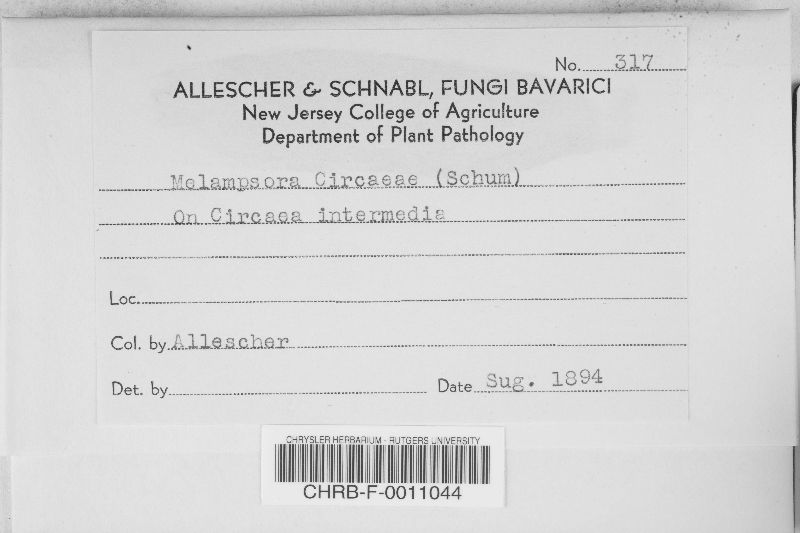 No. 317
ALLESCHER & SCHNABL, FUNGI BAVARICI
New Jersey College of Agriculture
Department of Plant Pathology
Melampsora Circaeae (Schum)
On Circaea intermedia
Loc.
Col. by Allescher
Det. by Date Sug. 1894
CHRYSLER HERBARIUM - RUTGERS UNIVERSITY
CHRB-F-0011044